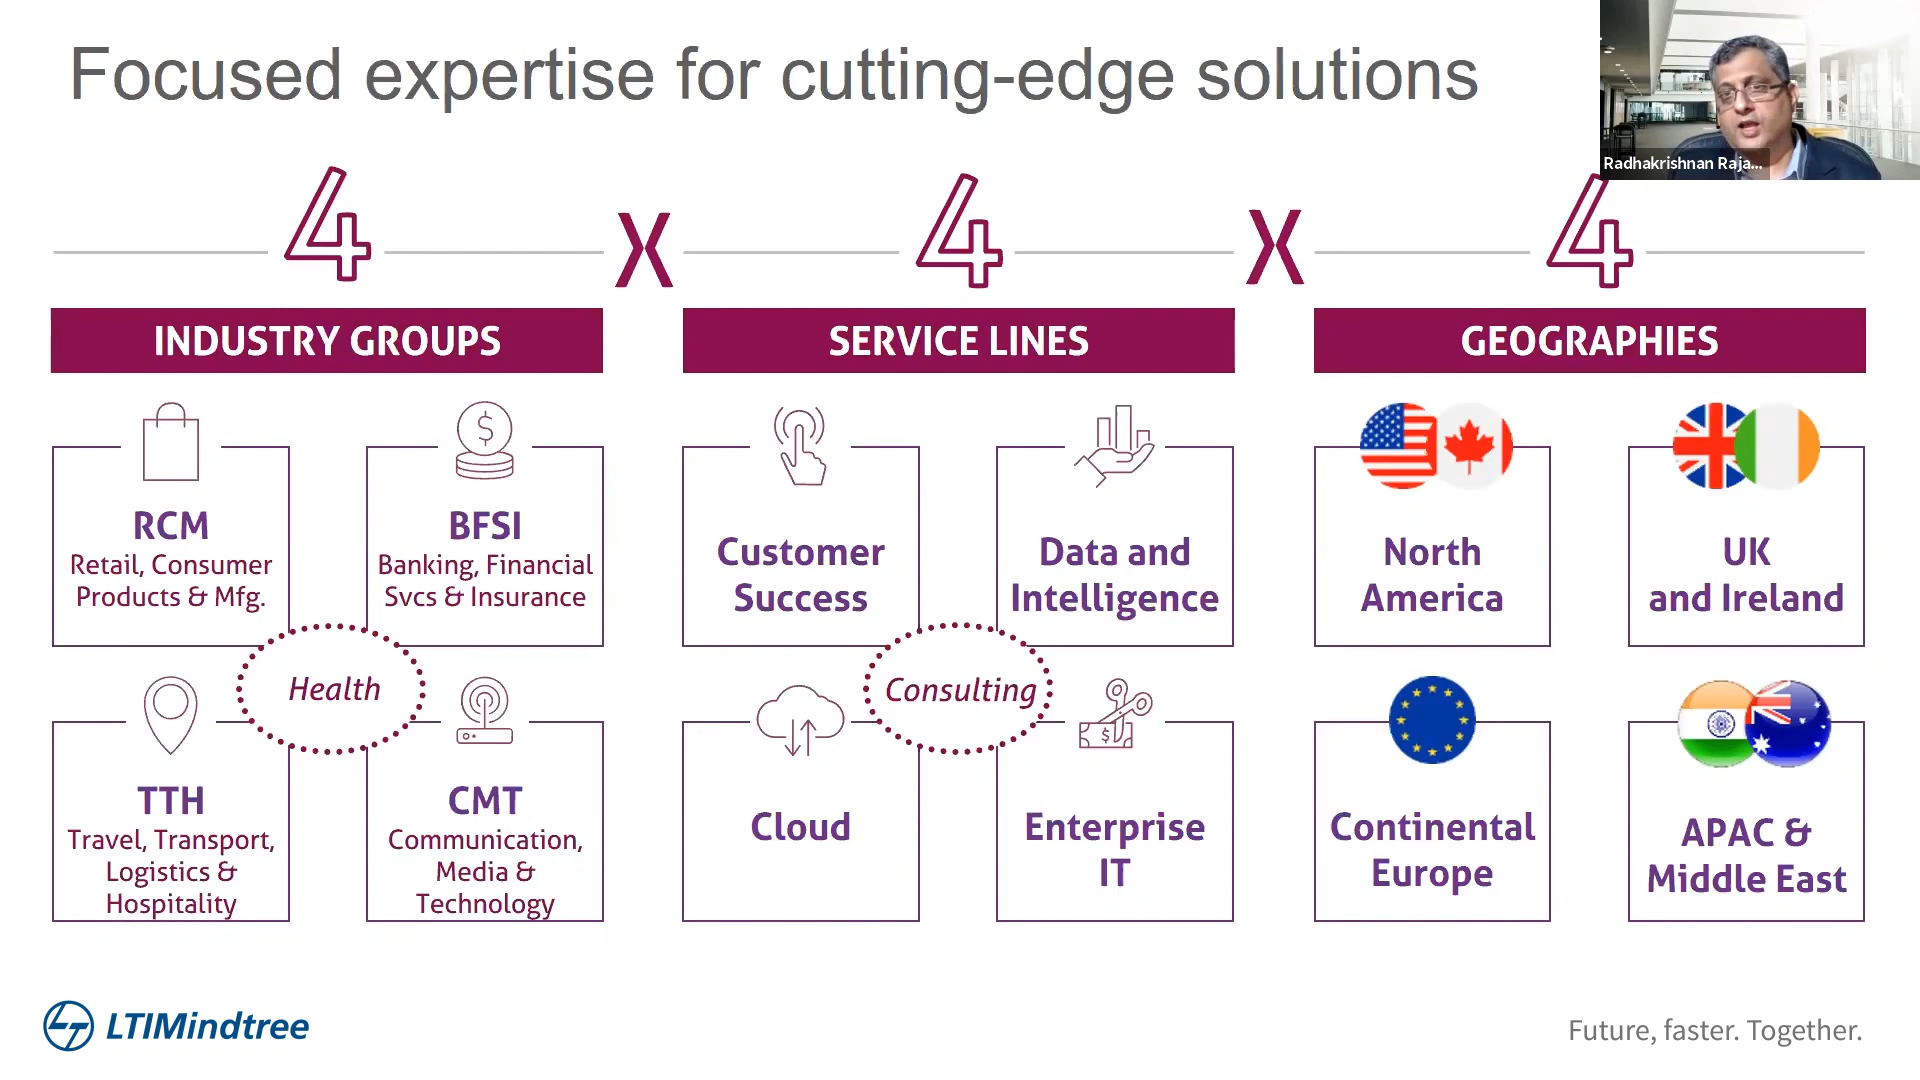 Focused expertise for cutting-edge solutions
Radhakrishnan Raja...
4 X 4 X 4
INDUSTRY GROUPS
RCM
Retail, Consumer
Products & Mfg.
BFSI
Banking, Financial
Svcs & Insurance
Health
TTH
Travel, Transport,
Logistics &
Hospitality
CMT
Communication,
Media &
Technology
SERVICE LINES
Customer
Success
Data and
Intelligence
Consulting
Cloud
Enterprise
IT
GEOGRAPHIES
North
America
UK
and Ireland
Continental
Europe
APAC &
Middle East
LTIMindtree
Future, faster. Together.